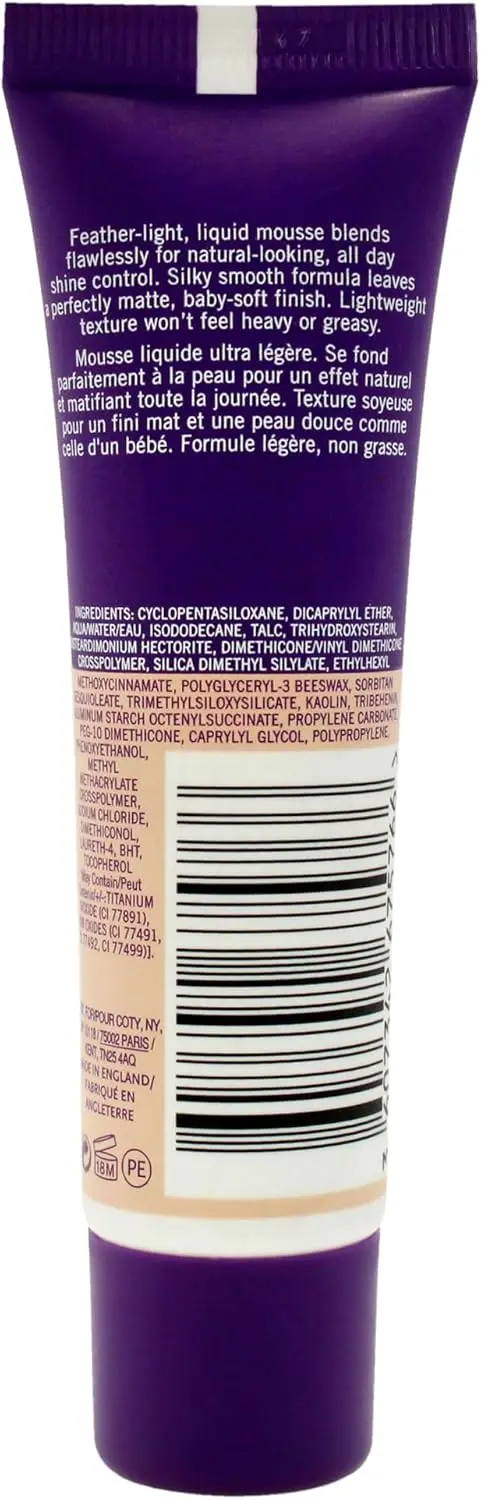 Feather-light, liquid mousse blends
flawlessly for natural-looking, all day
shine control. Silky smooth formula leaves
a perfectly matte, baby-soft finish. Lightweight
texture won't feel heavy or greasy.
Mousse liquide ultra légère. Se fond
parfaitement à la peau pour un effet naturel
et matifiant toute la journée. Texture soyeuse
pour un fini mat et une peau douce comme
celle d'un bébé. Formule légère, non grasse.
INGREDIENTS: CYCLOPENTASILOXANE, DICAPRYLYL ETHER,
AQUA/WATER/EAU, ISODODECANE, TALC, TRIHYDROXYSTEARIN,
DISTEARDIMONIUM HECTORITE, DIMETHICONE/VINYL DIMETHICONE
CROSSPOLYMER, SILICA DIMETHYL SILYLATE, ETHYLHEXYL
METHOXYCINNAMATE, POLYGLYCERYL-3 BEESWAX, SORBITAN
SESQUIOLEATE, TRIMETHYLSILOXYSILICATE, KAOLIN, TRIBEHENIN,
ALUMINUM STARCH OCTENYLSUCCINATE, PROPYLENE CARBONATE,
PEG-10 DIMETHICONE, CAPRYLYL GLYCOL, POLYPROPYLENE,
PHENOXYETHANOL,
METHYL
METHACRYLATE
CROSSPOLYMER,
SODIUM CHLORIDE,
DIMETHICONOL,
LAURETH-4, BHT,
TOCOPHEROL
May Contain/Peut
Contenir/+/-:TITANIUM
DIOXIDE (CI 77891),
IRON OXIDES (CI 77491,
77492, CI 77499)].
FOR/POUR COTY, NY,
10118 / 75002 PARIS /
KENT, TN25 4AQ
MADE IN ENGLAND/
FABRIQUÉ EN
ANGLETERRE
18M PE